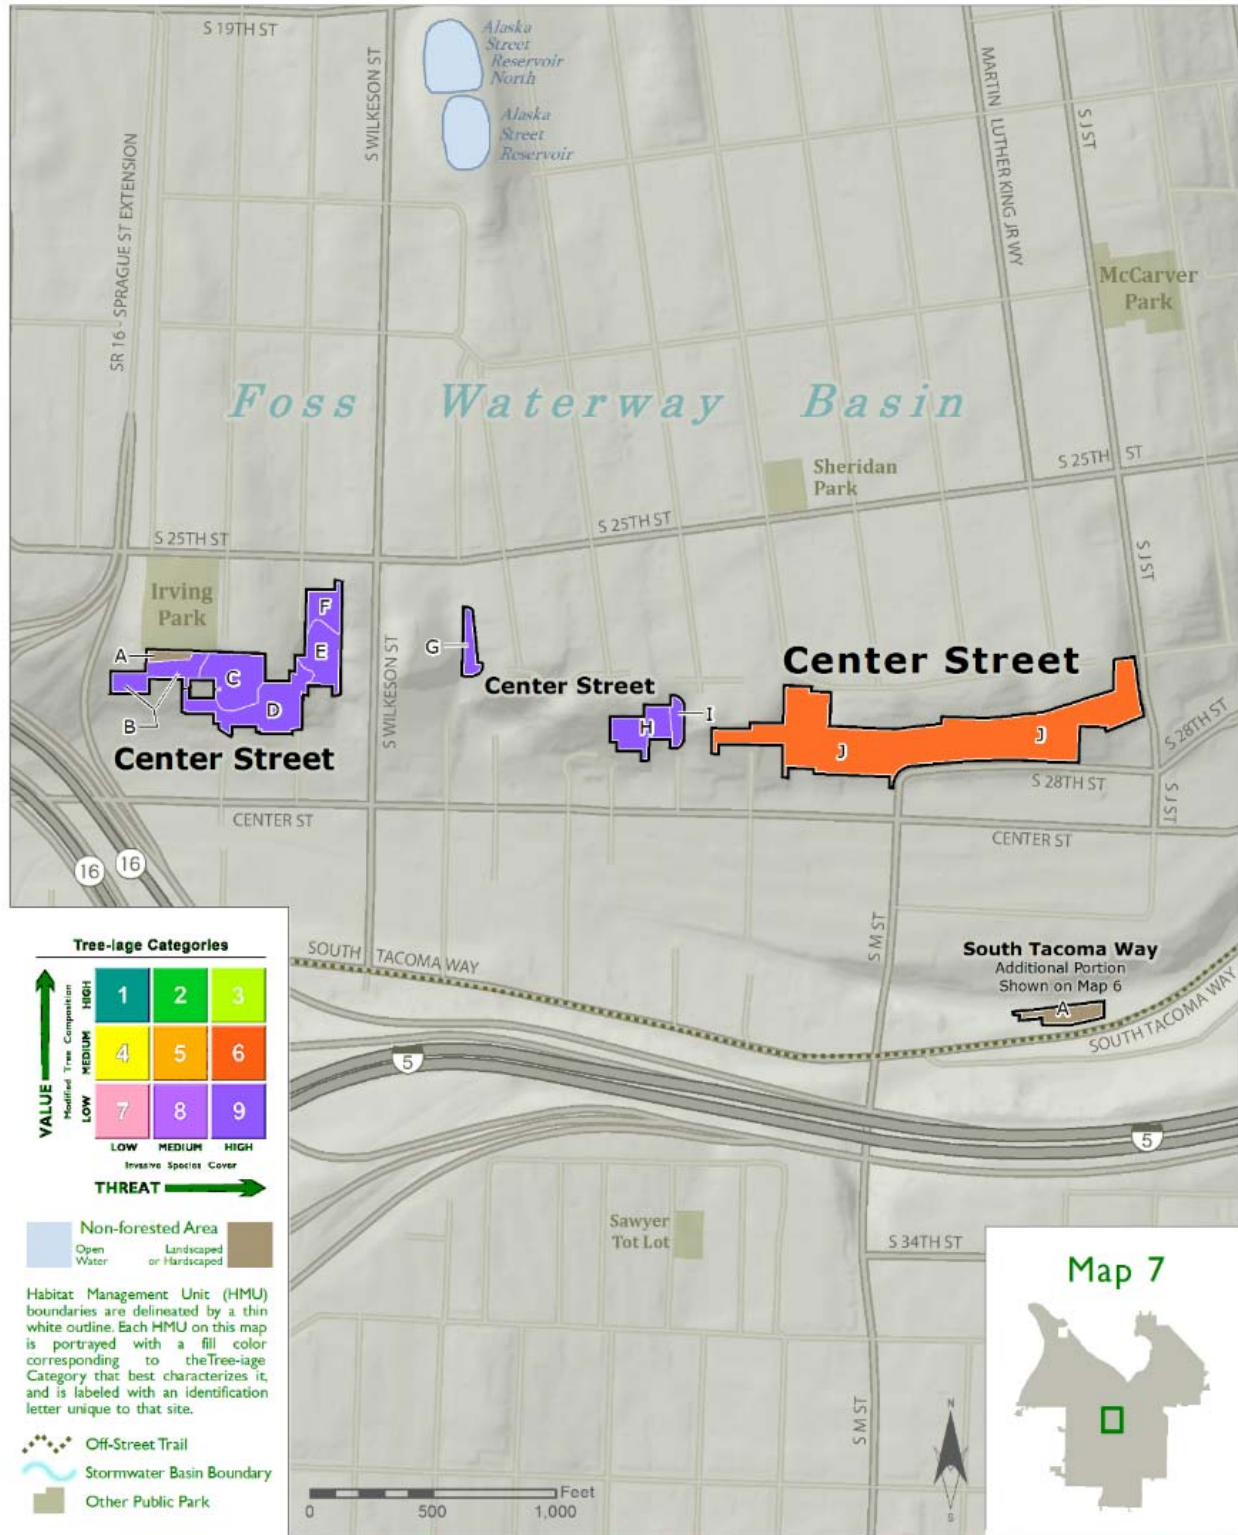 S 19TH ST
S WILKESON ST
Alaska
Street
Reservoir
North
Alaska
Street
Reservoir
SR 16 - SPRAGUE ST EXTENSION
MARTIN LUTHER KING JR WY
S J ST
McCarver
Park
Foss Waterway Basin
Sheridan
Park
S 25TH ST
S 25TH ST
S 25TH ST
S J ST
Irving
Park
A
B
C
D
E
F
Center Street
S WILKESON ST
G
Center Street
H
I
Center Street
J
J
S 28TH ST
S 28TH ST
S J ST
CENTER ST
CENTER ST
16
16
S M ST
SOUTH TACOMA WAY
South Tacoma Way
Additional Portion
Shown on Map 6
A
SOUTH TACOMA WAY
5
5
Sawyer
Tot Lot
S 34TH ST
S M ST
Tree-iage Categories
VALUE
Modified Tree Composition
HIGH
MEDIUM
LOW
1 2 3
4 5 6
7 8 9
LOW MEDIUM HIGH
Invasive Species Cover
THREAT
Non-forested Area
Open
Water
Landscaped
or Hardscaped
Habitat Management Unit (HMU)
boundaries are delineated by a thin
white outline. Each HMU on this map
is portrayed with a fill color
corresponding to theTree-iage
Category that best characterizes it,
and is labeled with an identification
letter unique to that site.
Off-Street Trail
Stormwater Basin Boundary
Other Public Park
Feet
0 500 1,000
N
S
Map 7